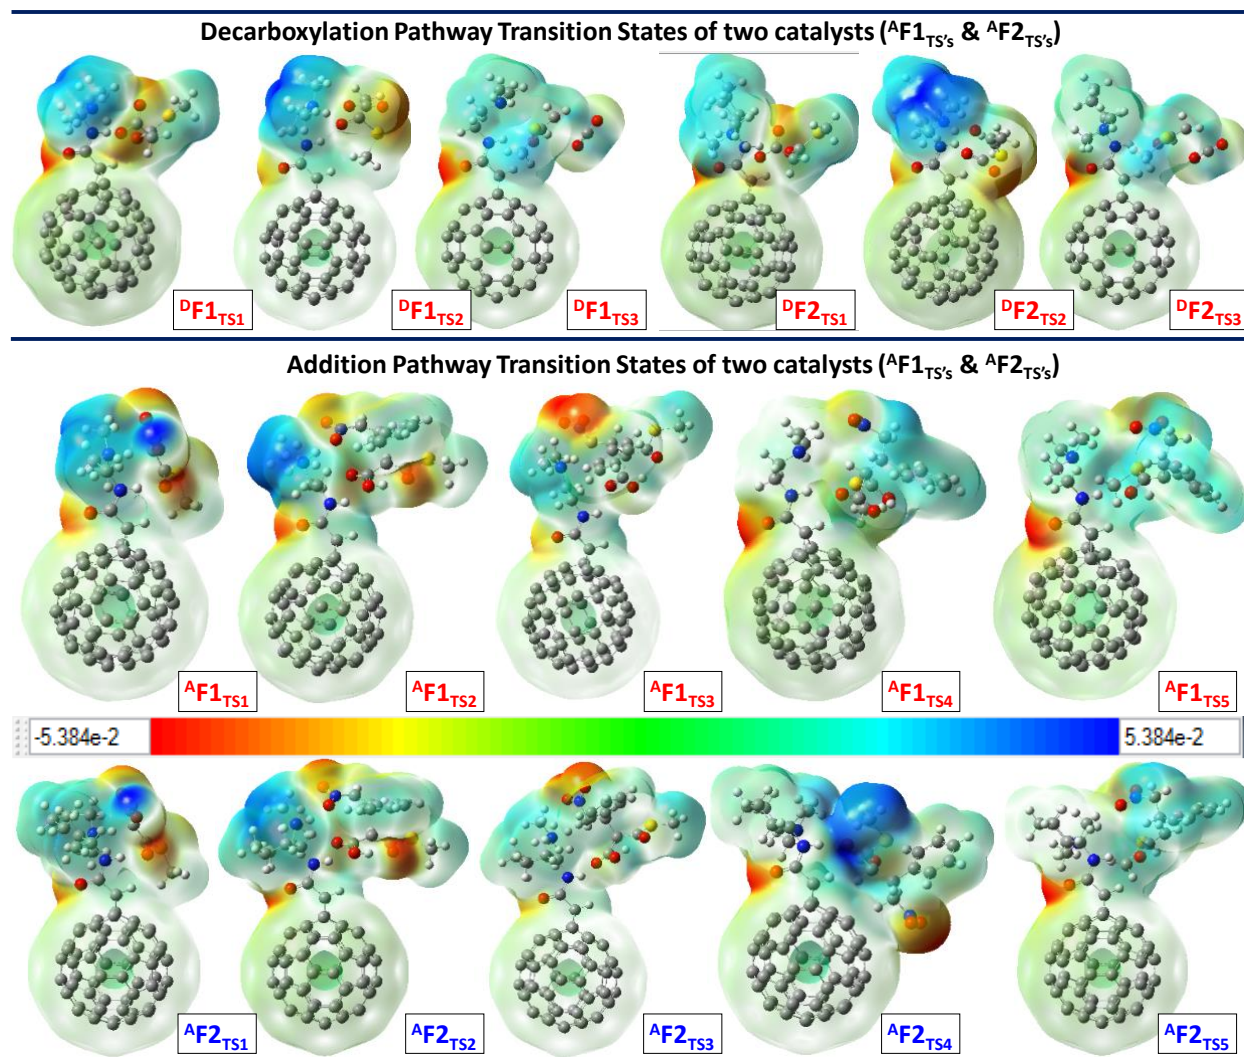 Decarboxylation Pathway Transition States of two catalysts (ᴬF1TS's & ᴬF2TS's)
ᴰF1TS1
ᴰF1TS2
ᴰF1TS3
ᴰF2TS1
ᴰF2TS2
ᴰF2TS3
Addition Pathway Transition States of two catalysts (ᴬF1TS's & ᴬF2TS's)
ᴬF1TS1
ᴬF1TS2
ᴬF1TS3
ᴬF1TS4
ᴬF1TS5
-5.384e-2
5.384e-2
ᴬF2TS1
ᴬF2TS2
ᴬF2TS3
ᴬF2TS4
ᴬF2TS5